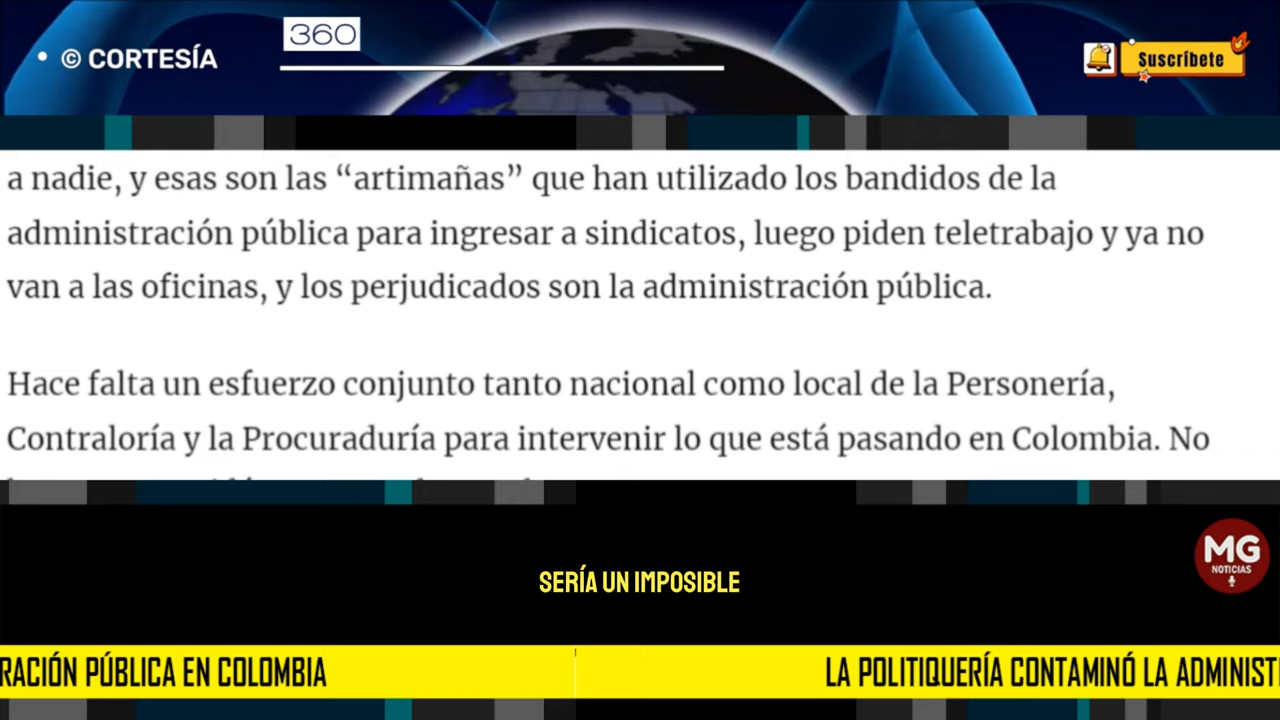 360
© CORTESÍA
Suscríbete
a nadie, y esas son las “artimañas” que han utilizado los bandidos de la
administración pública para ingresar a sindicatos, luego piden teletrabajo y ya no
van a las oficinas, y los perjudicados son la administración pública.
Hace falta un esfuerzo conjunto tanto nacional como local de la Personería,
Contraloría y la Procuraduría para intervenir lo que está pasando en Colombia. No
MG
NOTICIAS
SERÍA UN IMPOSIBLE
RACIÓN PÚBLICA EN COLOMBIA LA POLITIQUERÍA CONTAMINÓ LA ADMINIST